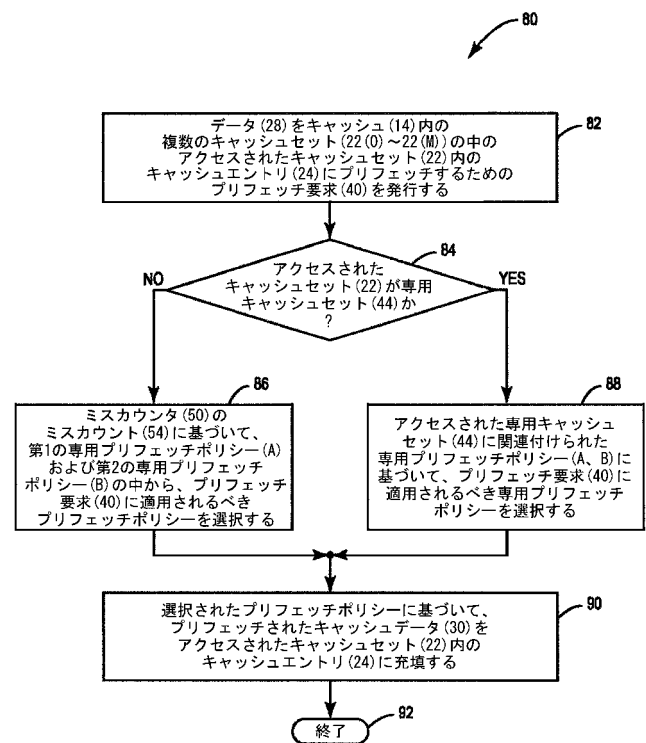 80
データ(28)をキャッシュ(14)内の
複数のキャッシュセット(22(0)～22(M))の中の
アクセスされたキャッシュセット(22)内の
キャッシュエントリ(24)にプリフェッチするための
プリフェッチ要求(40)を発行する
82
84
アクセスされた
キャッシュセット(22)が専用
キャッシュセット(44)か
?
NO
YES
86
ミスカウンタ(50)の
ミスカウント(54)に基づいて、
第1の専用プリフェッチポリシー(A)
および第2の専用プリフェッチ
ポリシー(B)の中から、プリフェッチ
要求(40)に適用されるべき
プリフェッチポリシーを選択する
88
アクセスされた専用キャッシュ
セット(44)に関連付けられた
専用プリフェッチポリシー(A、B)に
基づいて、プリフェッチ要求(40)に
適用されるべき専用プリフェッチ
ポリシーを選択する
選択されたプリフェッチポリシーに基づいて、
プリフェッチされたキャッシュデータ(30)を
アクセスされたキャッシュセット(22)内の
キャッシュエントリ(24)に充填する
90
終了
92